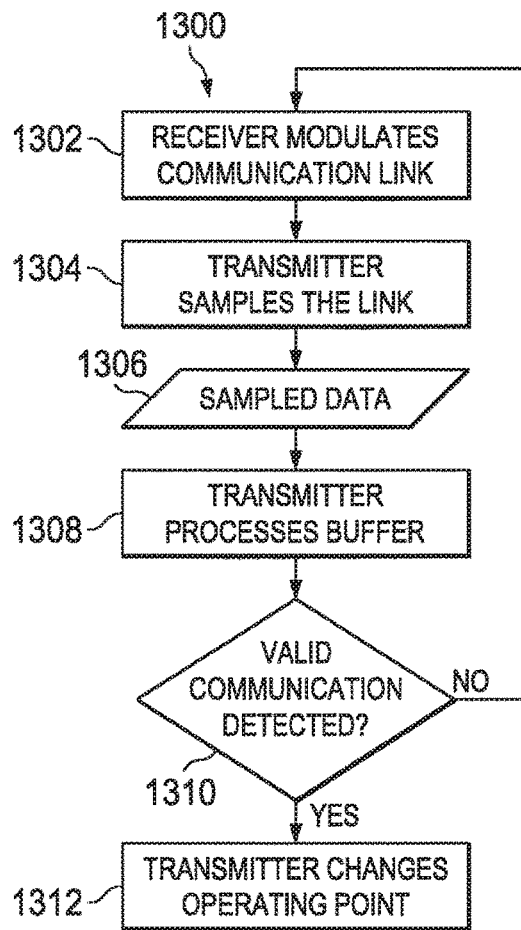 1300
1302
RECEIVER MODULATES
COMMUNICATION LINK
1304
TRANSMITTER
SAMPLES THE LINK
1306
SAMPLED DATA
1308
TRANSMITTER
PROCESSES BUFFER
VALID
COMMUNICATION
DETECTED?
NO
1310
YES
1312
TRANSMITTER CHANGES
OPERATING POINT